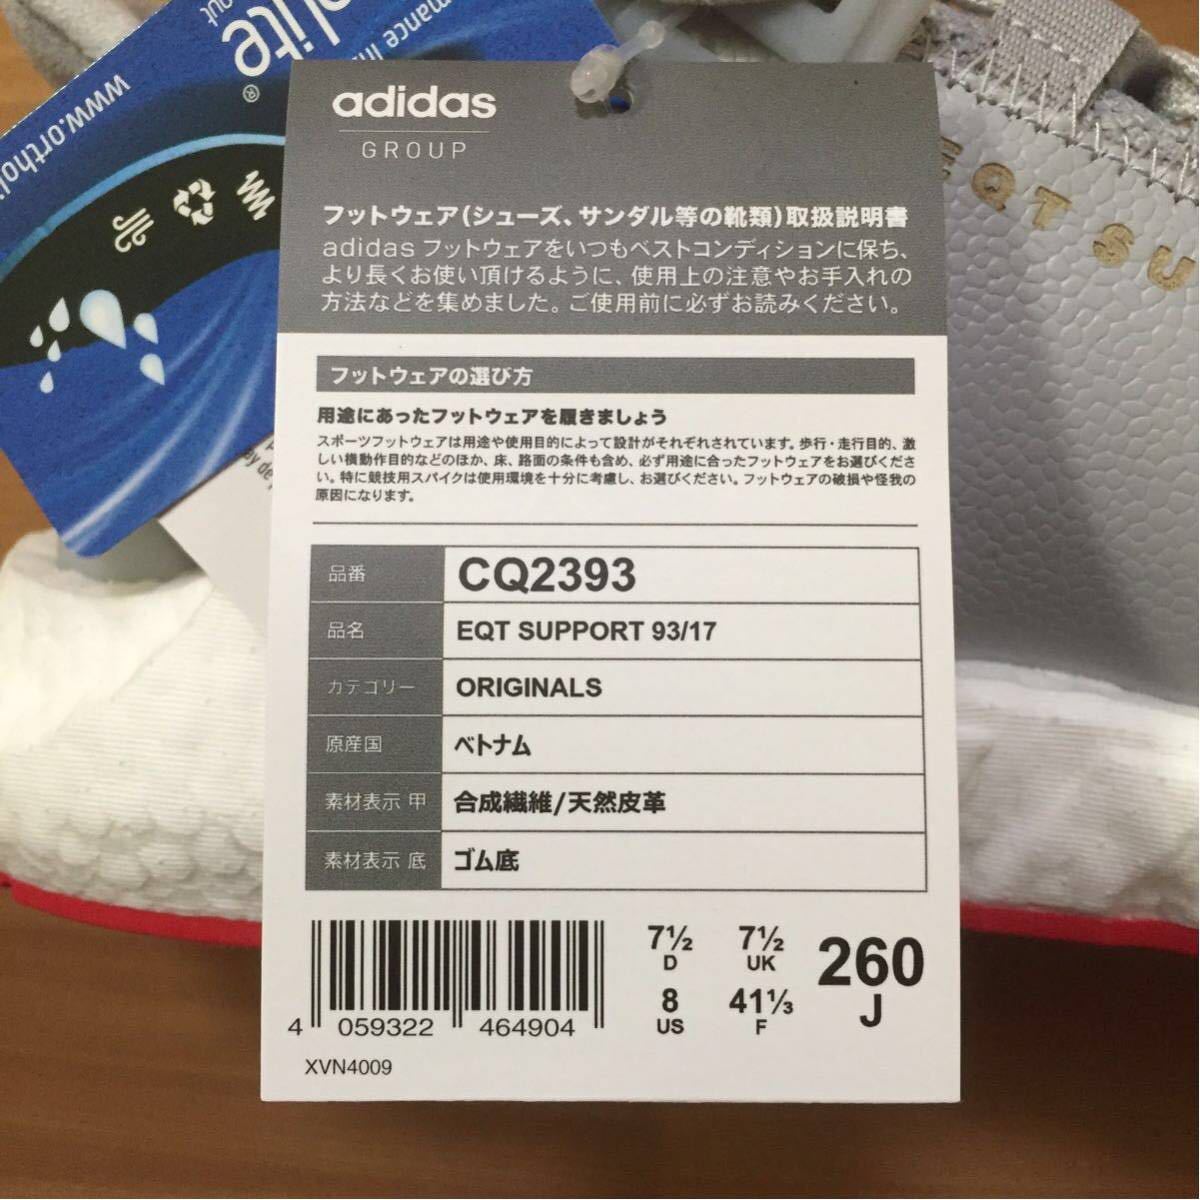 adidas
GROUP
フットウェア(シューズ、サンダル等の靴類)取扱説明書
adidas フットウェアをいつもベストコンディションに保ち、
より長くお使い頂けるように、使用上の注意やお手入れの
方法などを集めました。ご使用前に必ずお読みください。
フットウェアの選び方
用途にあったフットウェアを履きましょう
スポーツフットウェアは用途や使用目的によって設計がそれぞれされています。歩行・走行目的、激
しい横動作目的などのほか、床、路面の条件も含め、必ず用途に合ったフットウェアをお選びくださ
い。特に競技用スパイクは使用環境を十分に考慮し、お選びください。フットウェアの破損や怪我の
原因になります。
品番 CQ2393
品名 EQT SUPPORT 93/17
カテゴリー ORIGINALS
原産国 ベトナム
素材表示 甲 合成繊維/天然皮革
素材表示 底 ゴム底
7½ 7½ 260
D UK J
8 41⅓
US F
4 059322 464904
XVN4009
EQT SU
www.ortholi
olite®
mance In
out